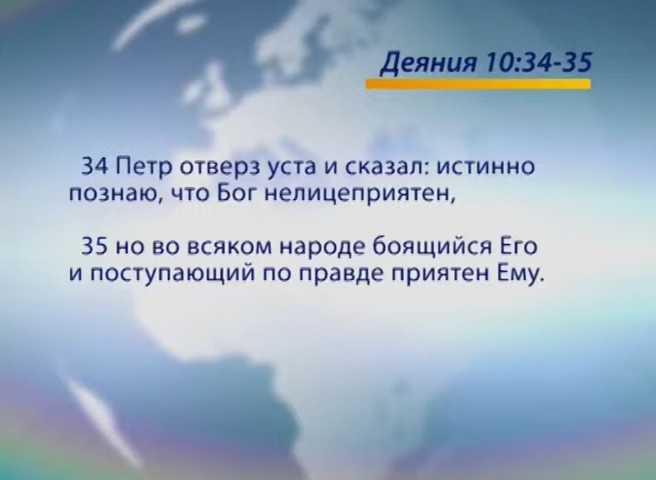 Деяния 10:34-35
34 Петр отверз уста и сказал: истинно
познаю, что Бог нелицеприятен,
35 но во всяком народе боящийся Его
и поступающий по правде приятен Ему.